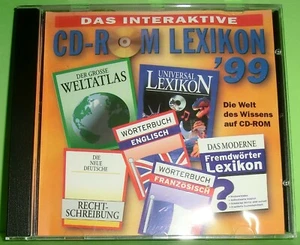 DAS INTERAKTIVE
CD-ROM LEXIKON
'99
DER GROSSE
WELTATLAS
UNIVERSAL
LEXIKON
Die Welt
des Wissens
auf CD-ROM
WÖRTERBUCH
ENGLISCH
DIE
NEUE
DEUTSCHE
RECHT-
SCHREIBUNG
WÖRTERBUCH
FRANZÖSISCH
DAS MODERNE
Fremdwörter
Lexikon
?